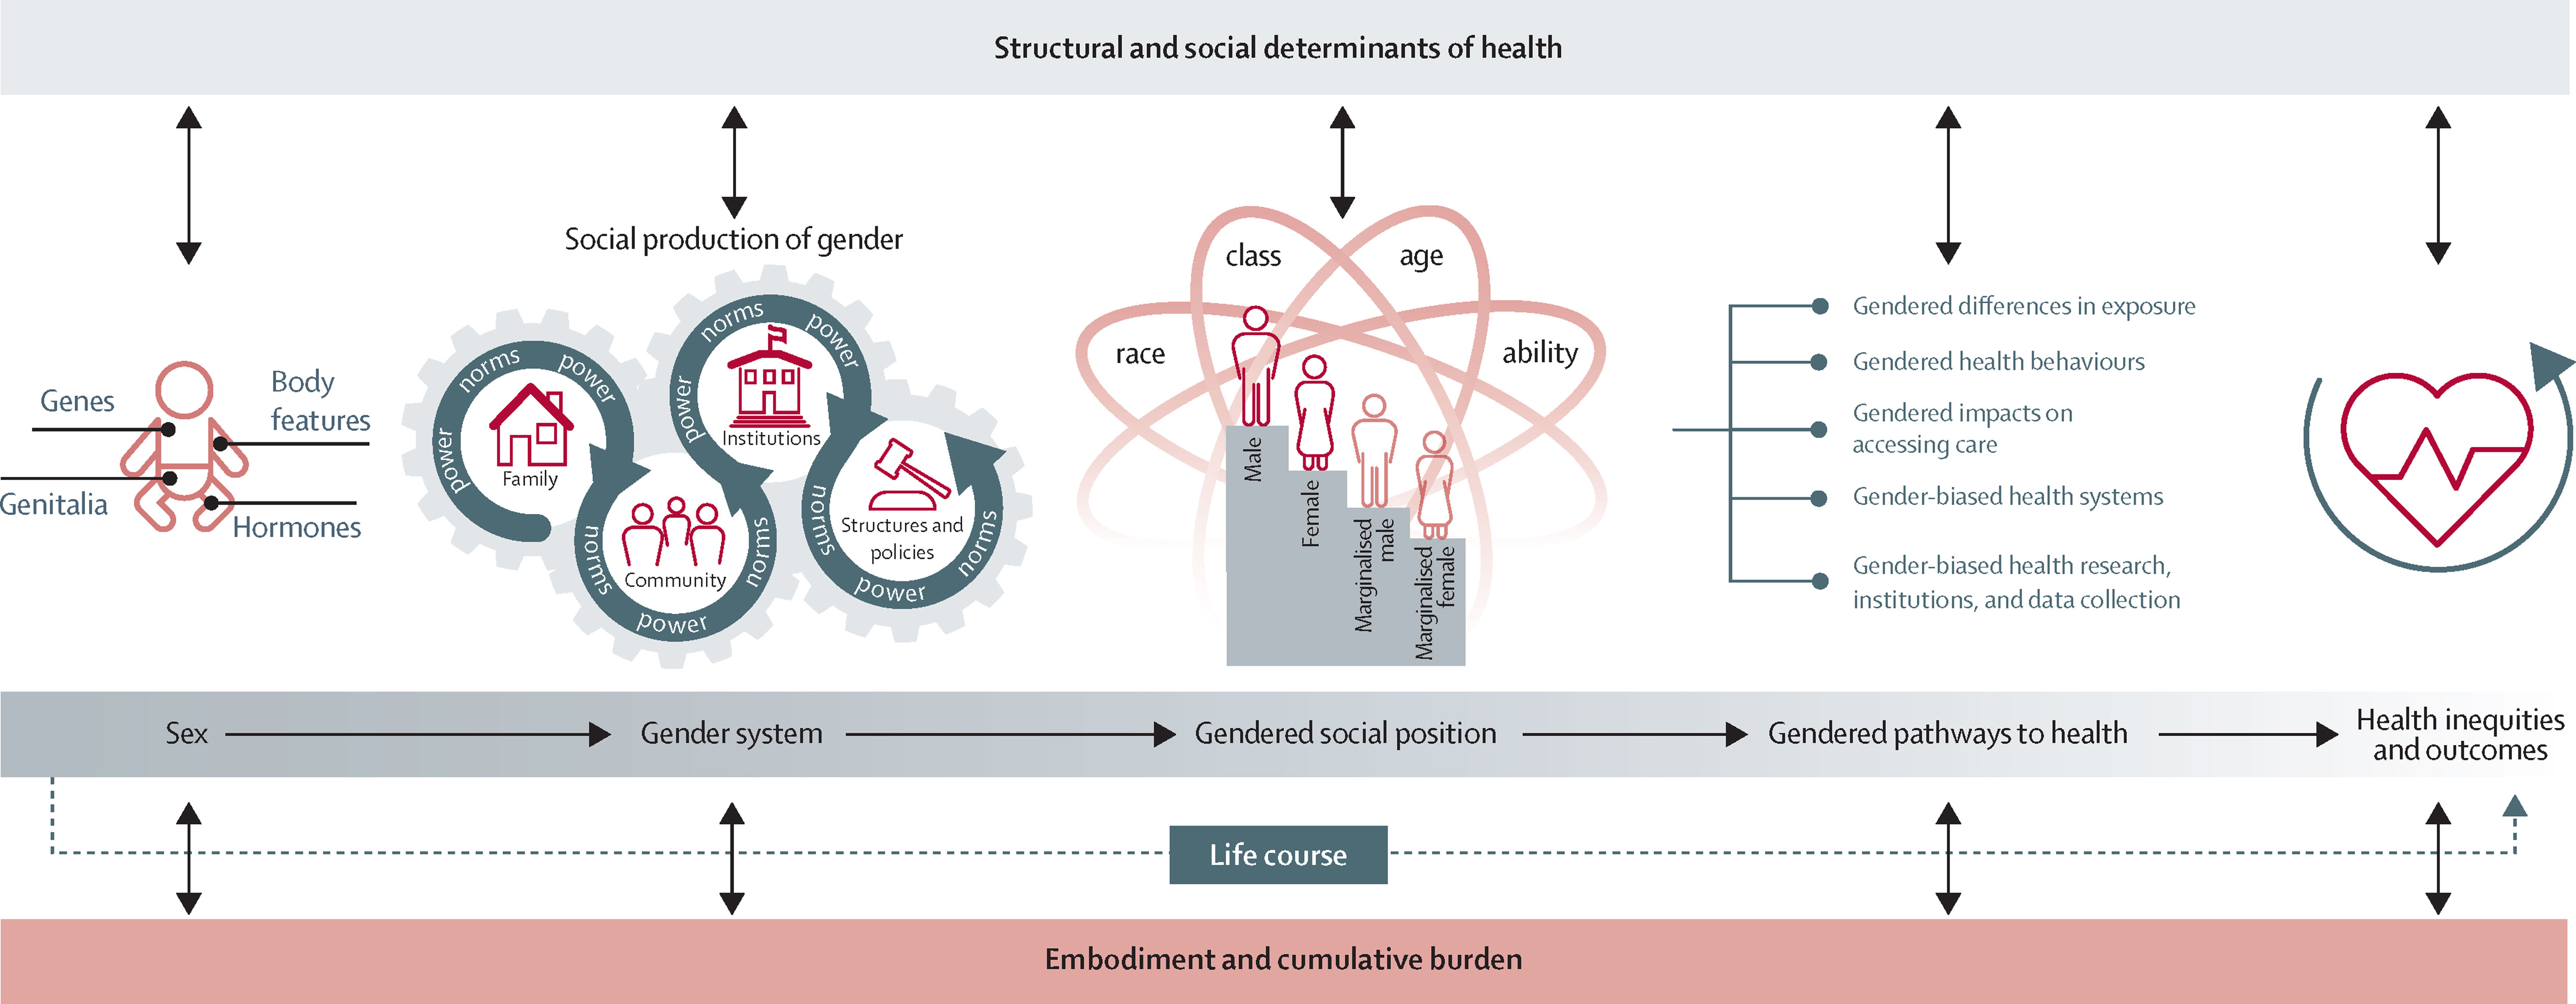 Structural and social determinants of health
Genes
Body
features
Genitalia
Hormones
Social production of gender
norms
power
power
Family
norms
power
norms
Community
norms
power
power
Institutions
norms
power
norms
Structures and
policies
class
age
race
ability
Male
Female
Marginalised
male
Marginalised
female
Gendered differences in exposure
Gendered health behaviours
Gendered impacts on
accessing care
Gender-biased health systems
Gender-biased health research,
institutions, and data collection
Sex
Gender system
Gendered social position
Gendered pathways to health
Health inequities
and outcomes
Life course
Embodiment and cumulative burden